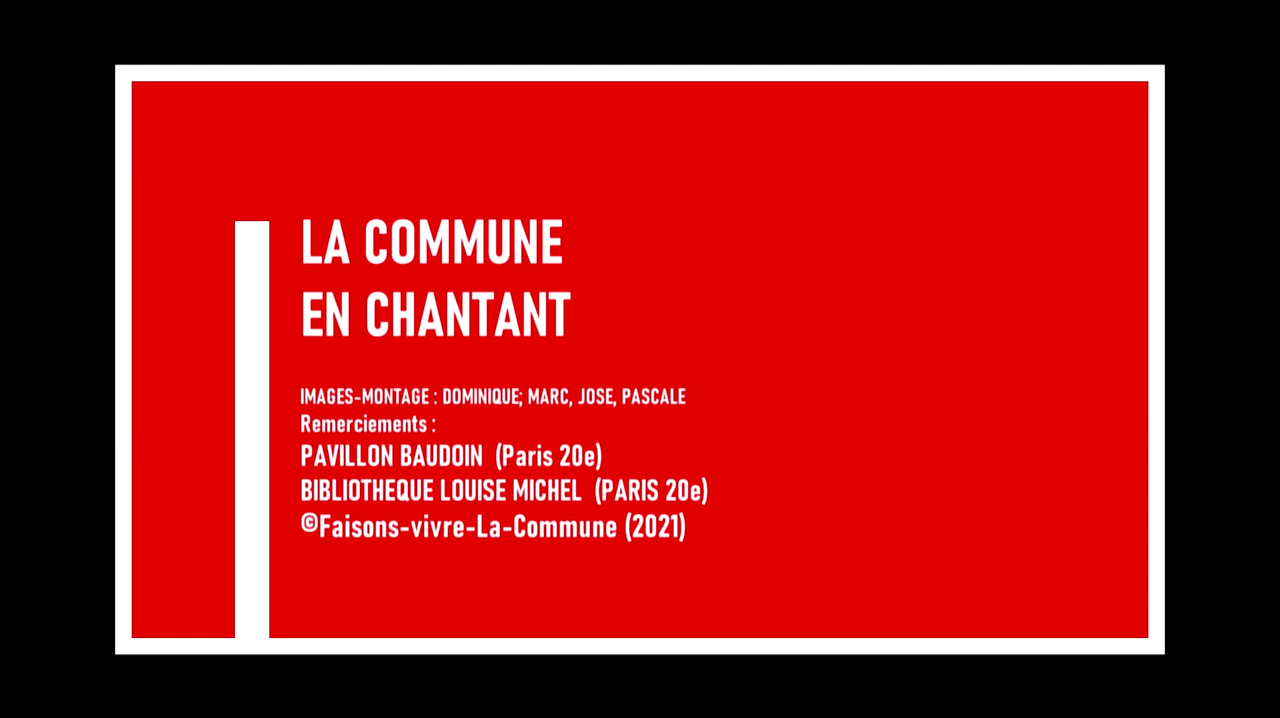 LA COMMUNE
EN CHANTANT
IMAGES-MONTAGE : DOMINIQUE; MARC, JOSE, PASCALE
Remerciements :
PAVILLON BAUDOIN (Paris 20e)
BIBLIOTHEQUE LOUISE MICHEL (PARIS 20e)
©Faisons-vivre-La-Commune (2021)